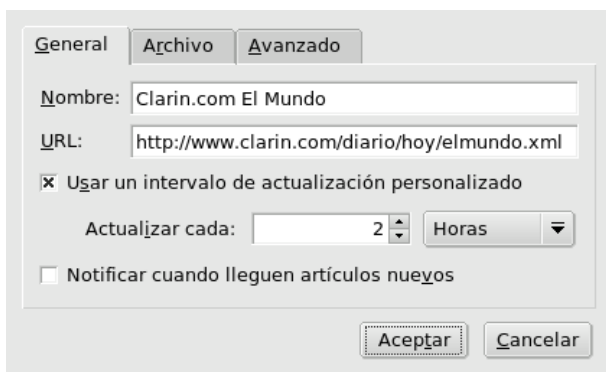 General Archivo Avanzado
Nombre: Clarin.com El Mundo
URL: http://www.clarin.com/diario/hoy/elmundo.xml
Usar un intervalo de actualización personalizado
Actualizar cada: 2 Horas
Notificar cuando lleguen artículos nuevos
Aceptar Cancelar